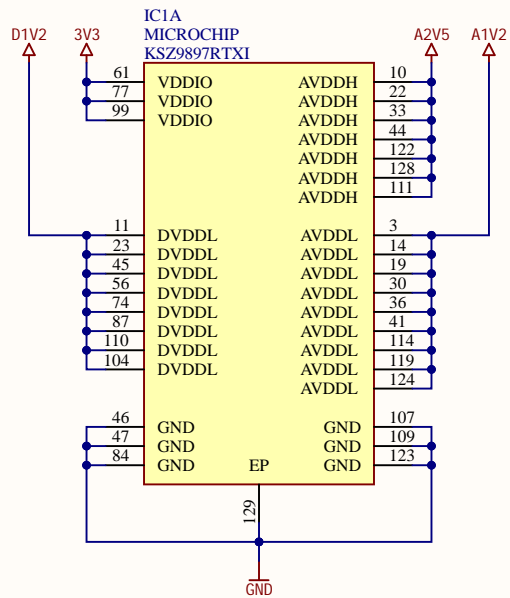 D1V2 3V3 IC1A A2V5 A1V2
MICROCHIP
KSZ9897RTXI
61 VDDIO AVDDH 10
77 VDDIO AVDDH 22
99 VDDIO AVDDH 33
AVDDH 44
AVDDH 122
AVDDH 128
AVDDH 111
11 DVDDL AVDDL 3
23 DVDDL AVDDL 14
45 DVDDL AVDDL 19
56 DVDDL AVDDL 30
74 DVDDL AVDDL 36
87 DVDDL AVDDL 41
110 DVDDL AVDDL 114
104 DVDDL AVDDL 119
AVDDL 124
46 GND GND 107
47 GND GND 109
84 GND EP GND 123
129
GND